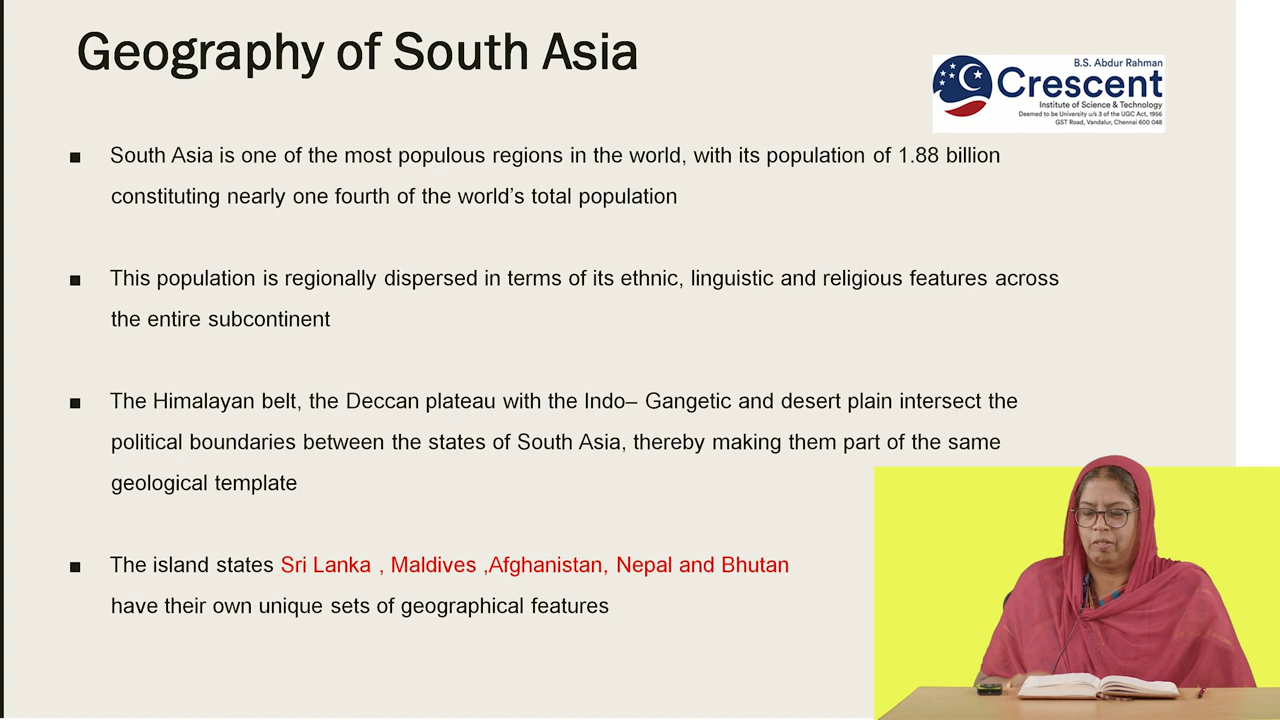 Geography of South Asia
B.S. Abdur Rahman
Crescent
Institute of Science & Technology
Deemed to be University u/s 3 of the UGC Act, 1956
GST Road, Vandalur, Chennai 600 048
■ South Asia is one of the most populous regions in the world, with its population of 1.88 billion
constituting nearly one fourth of the world’s total population
■ This population is regionally dispersed in terms of its ethnic, linguistic and religious features across
the entire subcontinent
■ The Himalayan belt, the Deccan plateau with the Indo– Gangetic and desert plain intersect the
political boundaries between the states of South Asia, thereby making them part of the same
geological template
■ The island states Sri Lanka , Maldives ,Afghanistan, Nepal and Bhutan
have their own unique sets of geographical features